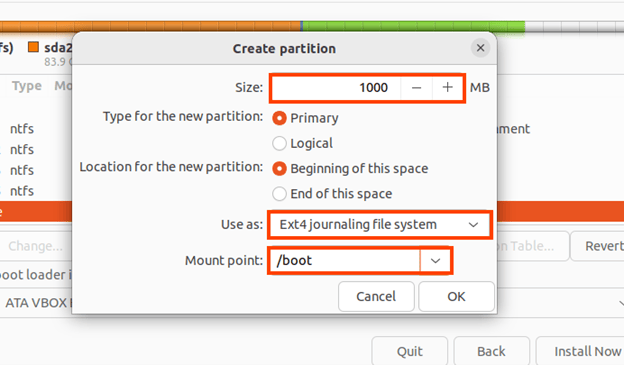 fs) sda2
83.9 G
Type Mo
Create partition
Size: 1000 MB
Type for the new partition: Primary
Logical
Location for the new partition: Beginning of this space
End of this space
Use as: Ext4 journaling file system
Mount point: /boot
Cancel OK
ntfs
ntfs
ntfs
ntfs
Change...
n Table... Revert
oot loader i
ATA VBOX
Quit Back Install Now